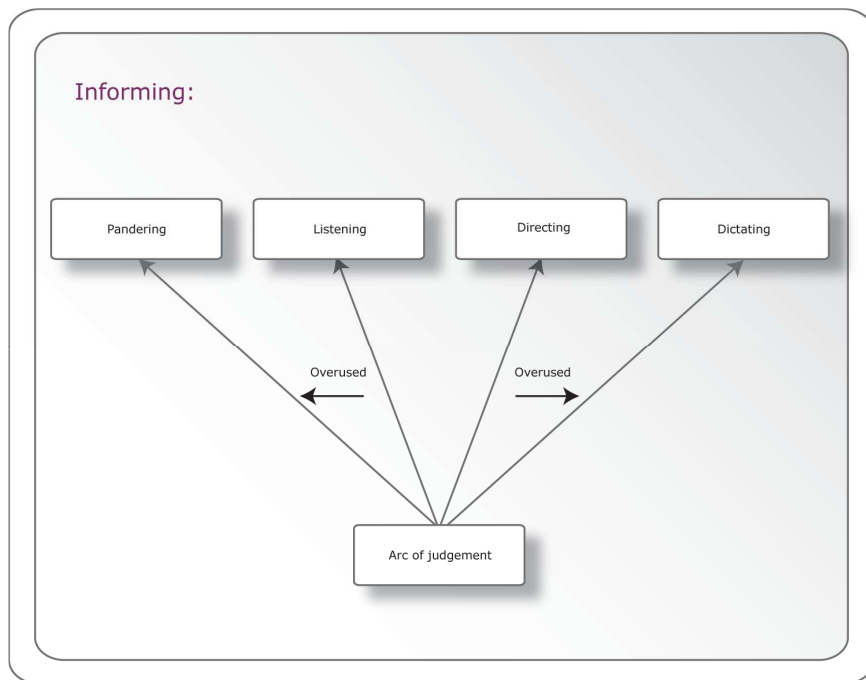 Informing:
Pandering
Listening
Directing
Dictating
Overused
Overused
Arc of judgement